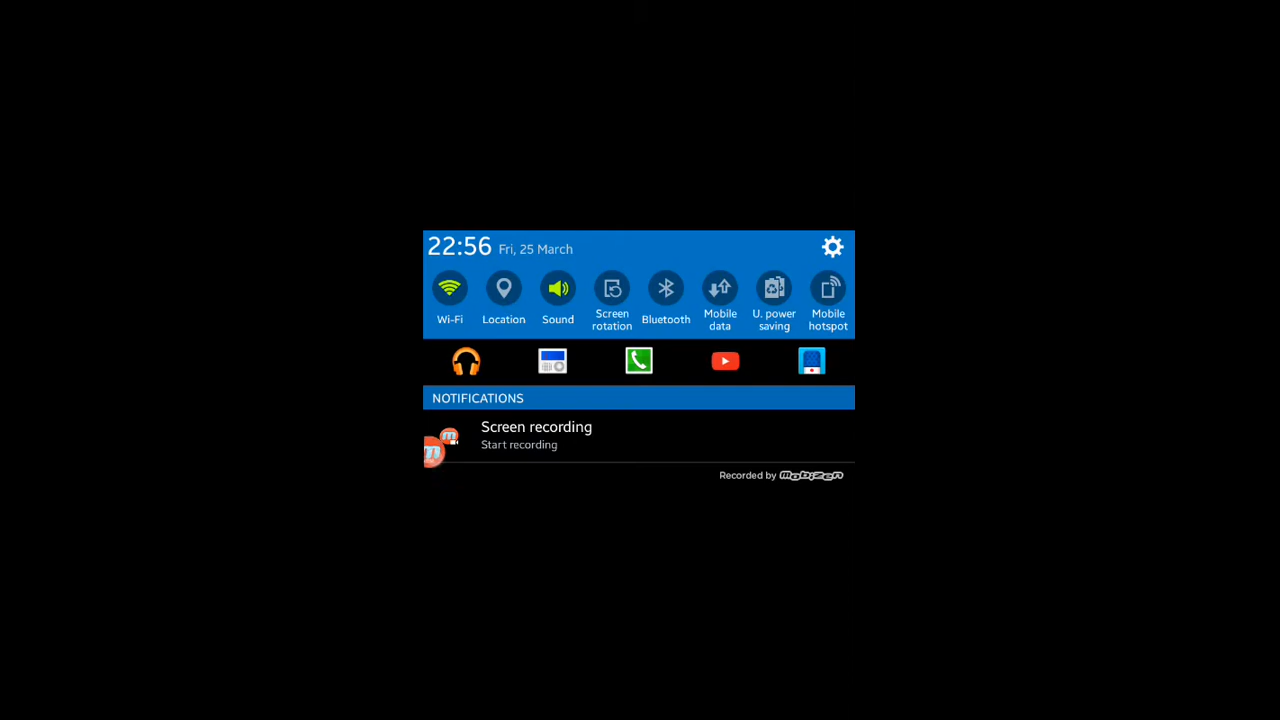 22:56 Fri, 25 March
Wi-Fi Location Sound Screen rotation Bluetooth Mobile data U. power saving Mobile hotspot
NOTIFICATIONS
Screen recording
Start recording
Recorded by mobizen